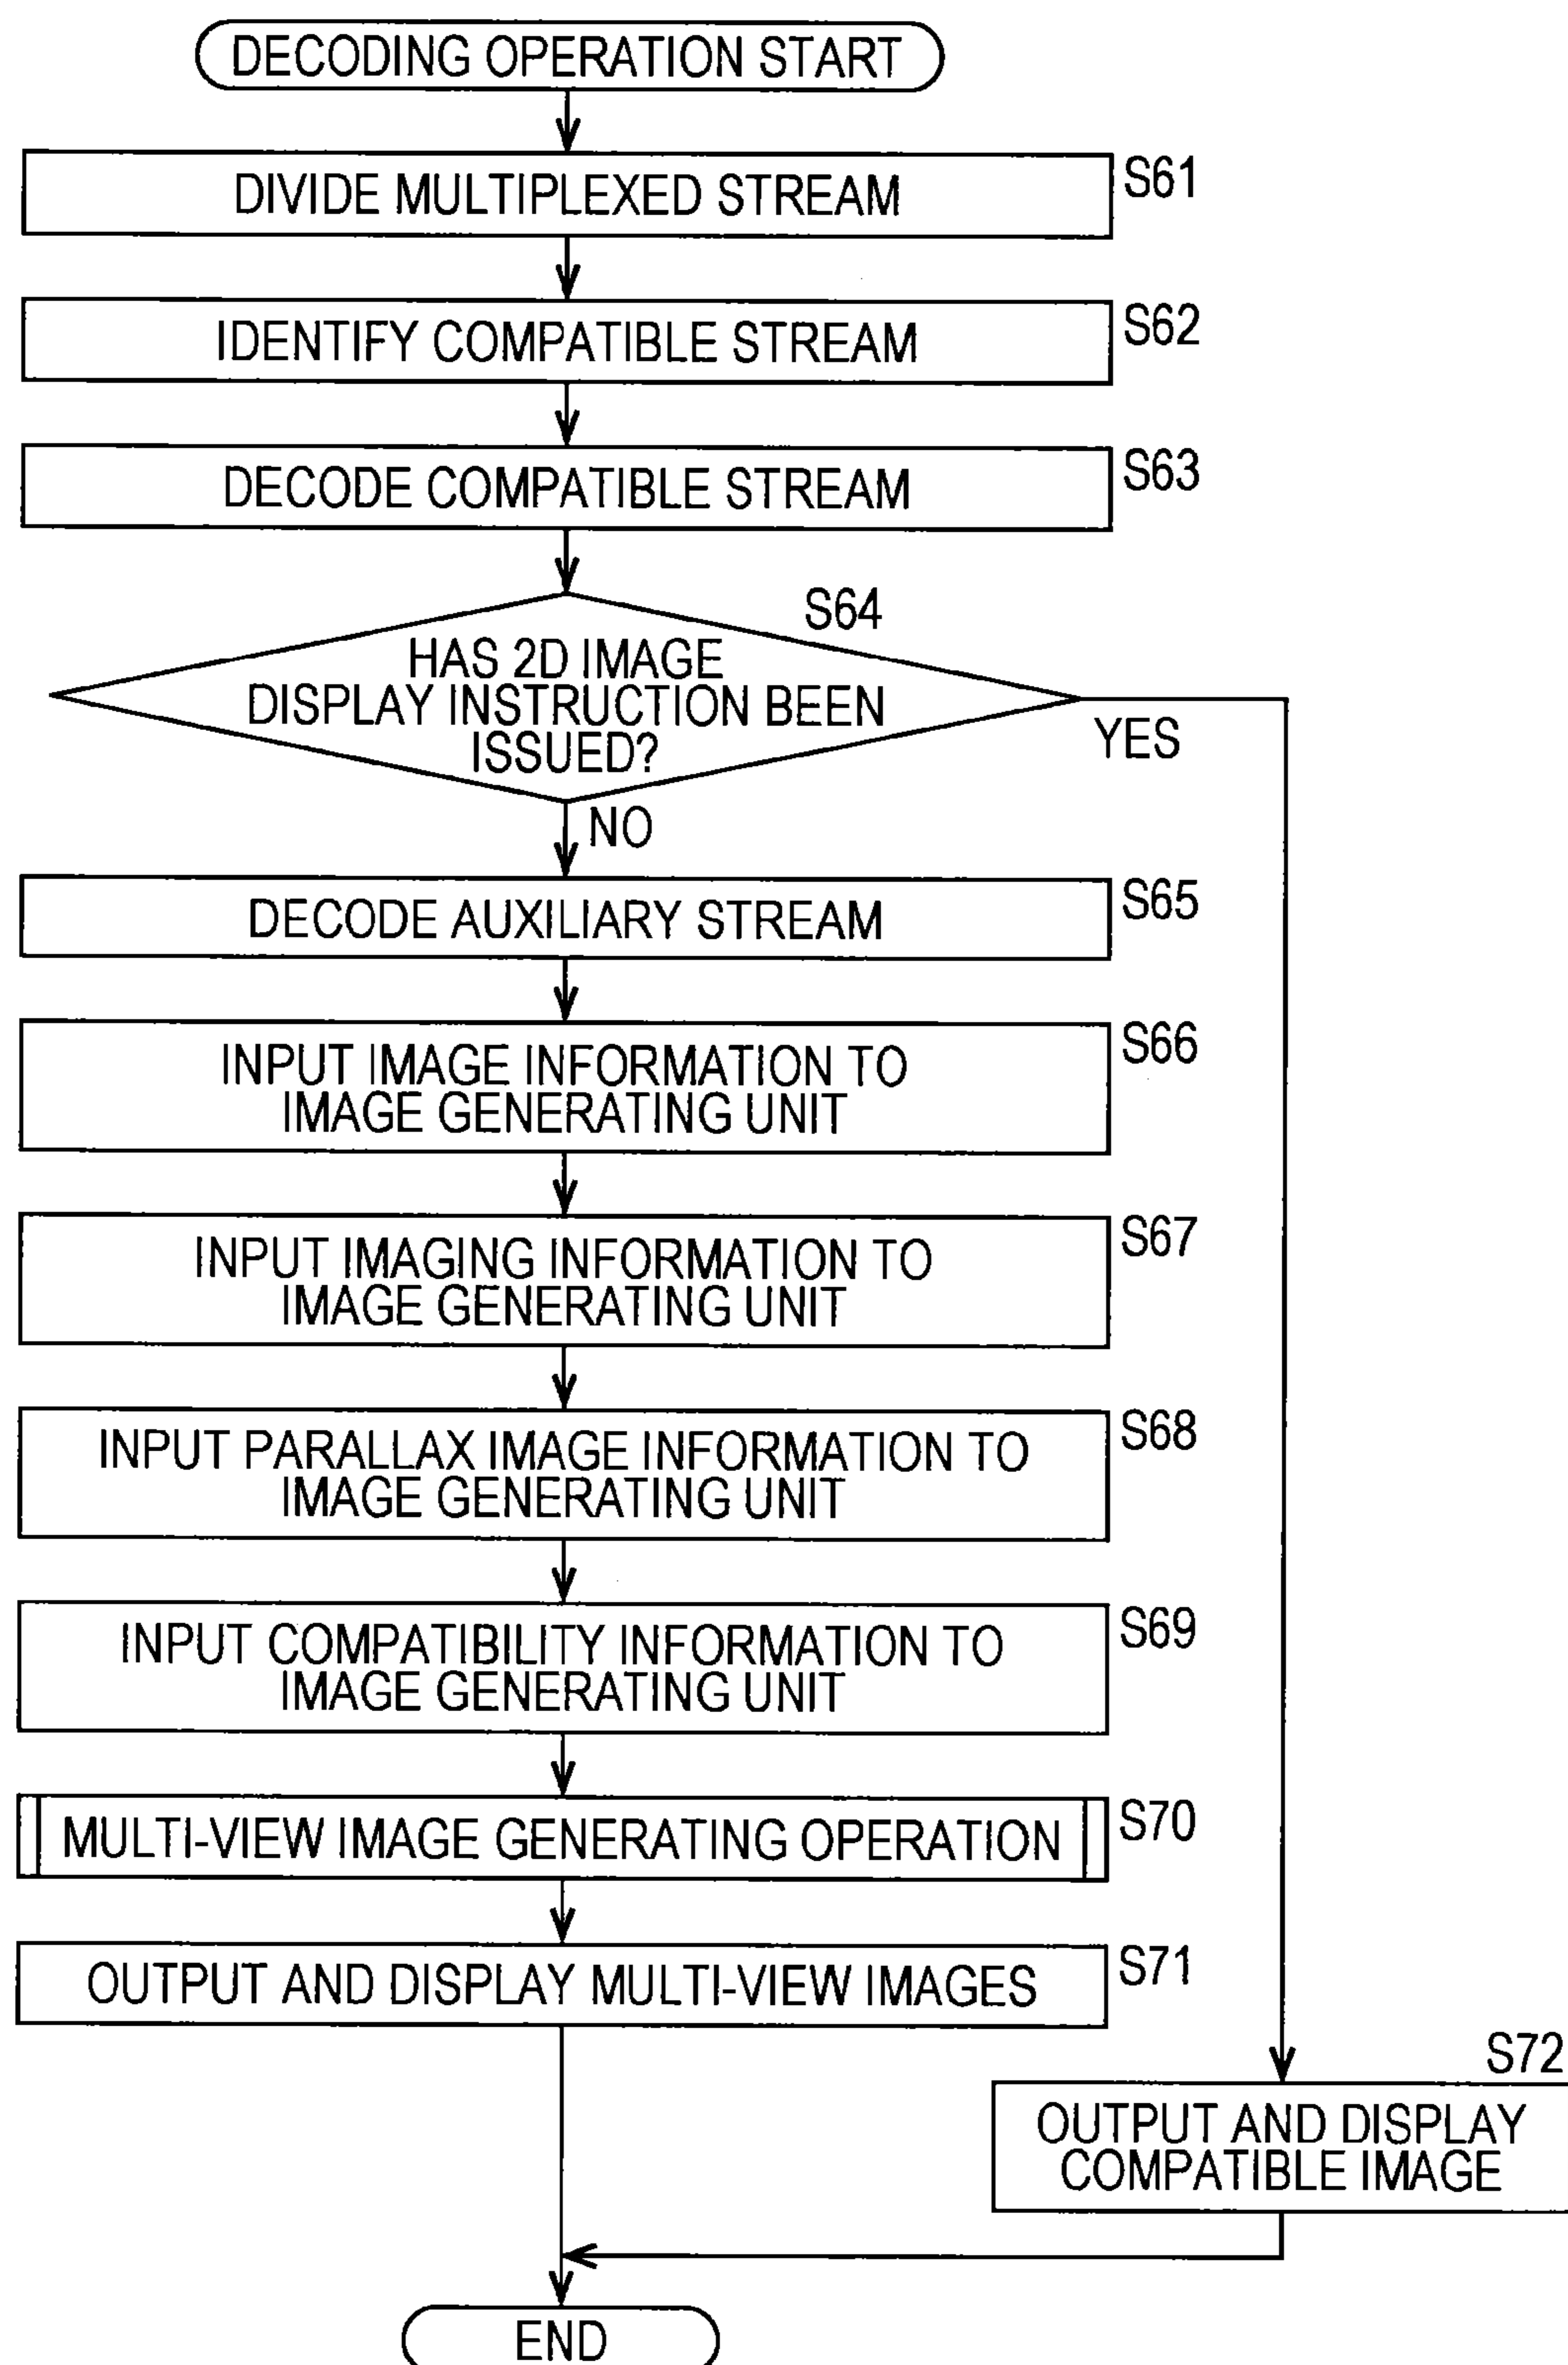 DECODING OPERATION START
DIVIDE MULTIPLEXED STREAM
S61
IDENTIFY COMPATIBLE STREAM
S62
DECODE COMPATIBLE STREAM
S63
S64
HAS 2D IMAGE
DISPLAY INSTRUCTION BEEN
ISSUED?
YES
NO
DECODE AUXILIARY STREAM
S65
INPUT IMAGE INFORMATION TO
IMAGE GENERATING UNIT
S66
INPUT IMAGING INFORMATION TO
IMAGE GENERATING UNIT
S67
INPUT PARALLAX IMAGE INFORMATION TO
IMAGE GENERATING UNIT
S68
INPUT COMPATIBILITY INFORMATION TO
IMAGE GENERATING UNIT
S69
MULTI-VIEW IMAGE GENERATING OPERATION
S70
OUTPUT AND DISPLAY MULTI-VIEW IMAGES
S71
S72
OUTPUT AND DISPLAY
COMPATIBLE IMAGE
END